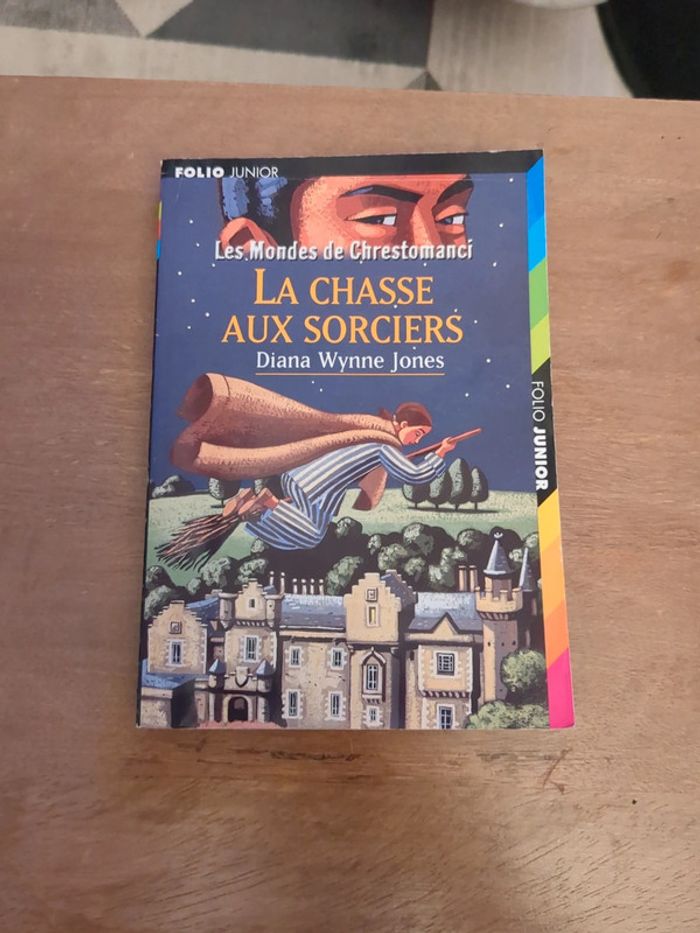 FOLIO JUNIOR
Les Mondes de Chrestomanci
LA CHASSE
AUX SORCIERS
Diana Wynne Jones
FOLIO JUNIOR